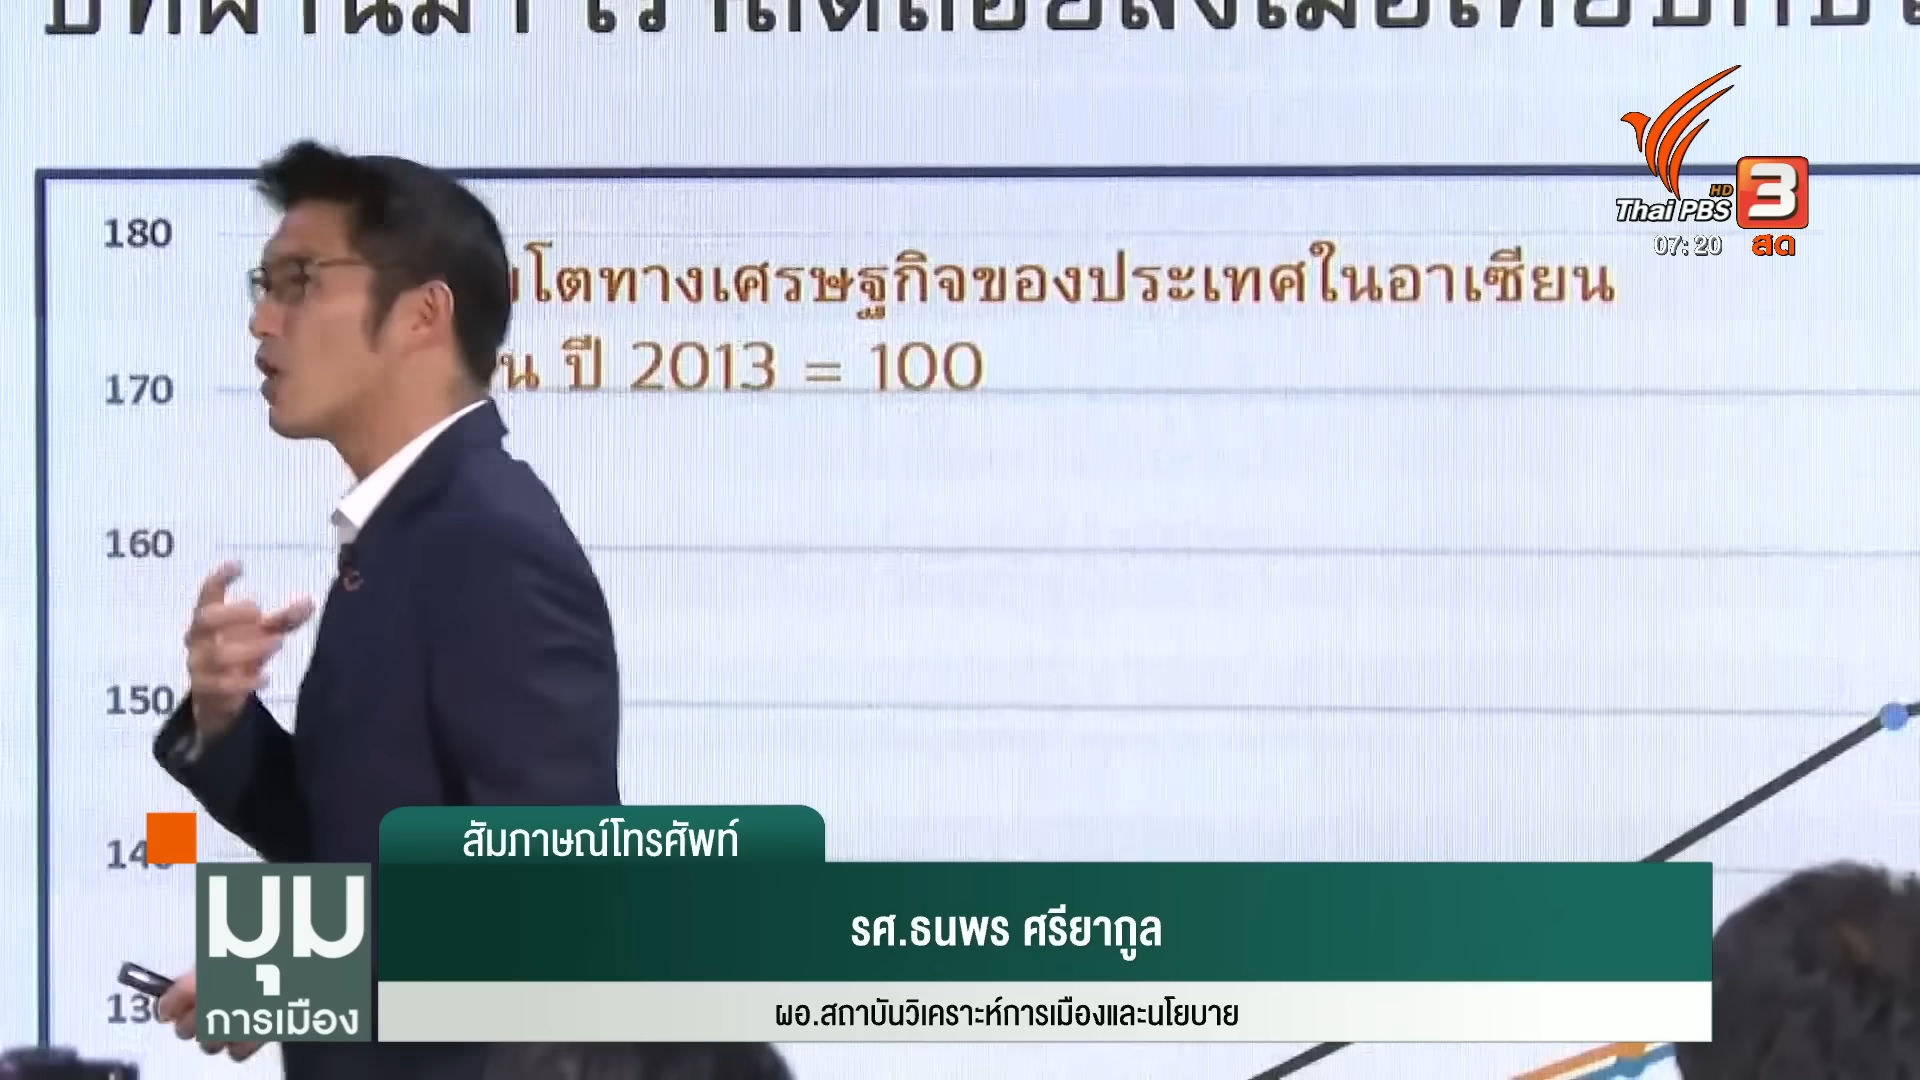 180
โตทางเศรษฐกิจของประเทศในอาเซียน
ปี 2013 = 100
170
160
150
HD
Thai PBS 3
07:20 สด
สัมภาษณ์โทรศัพท์
มุม
การเมือง
รศ.ธนพร ศรียากูล
ผอ.สถาบันวิเคราะห์การเมืองและนโยบาย